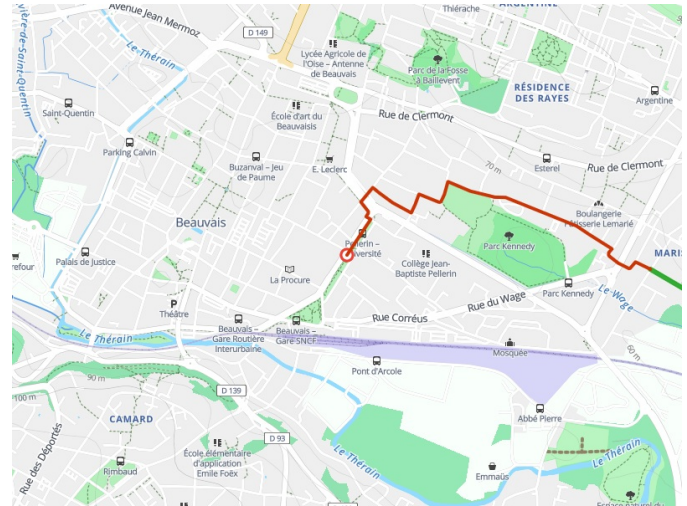 Avenue Jean Mermoz
D 149
Le Thérain
Thiérache
Lycée Agricole de
l'Oise – Antenne
de Beauvais
Parc de la Fosse
à Baillevent
RÉSIDENCE
DES RAYES
Argentine
Saint-Quentin
École d'art du
Beauvaisis
Rue de Clermont
Parking Calvin
Buzanval – Jeu
de Paume
E. Leclerc
70 m
Esterel
Rue de Clermont
Boulangerie
Pâtisserie Lemarié
Beauvais
Palais de Justice
Parc Kennedy
Collège Jean-
Baptiste Pellerin
La Procure
Parc Kennedy
Le Wage
Théâtre
Rue du Wage
Rue Corréus
Beauvais –
Gare Routière
Interurbaine
Beauvais –
Gare SNCF
Le Thérain
Mosquée
60 m
Pont d'Arcole
90 m
100 m
D 139
CAMARD
Abbé Pierre
D 93
École élémentaire
d'application
Emile Foëx
Rue des Déportés
Rimbaud
Emmaüs
Le Thérain